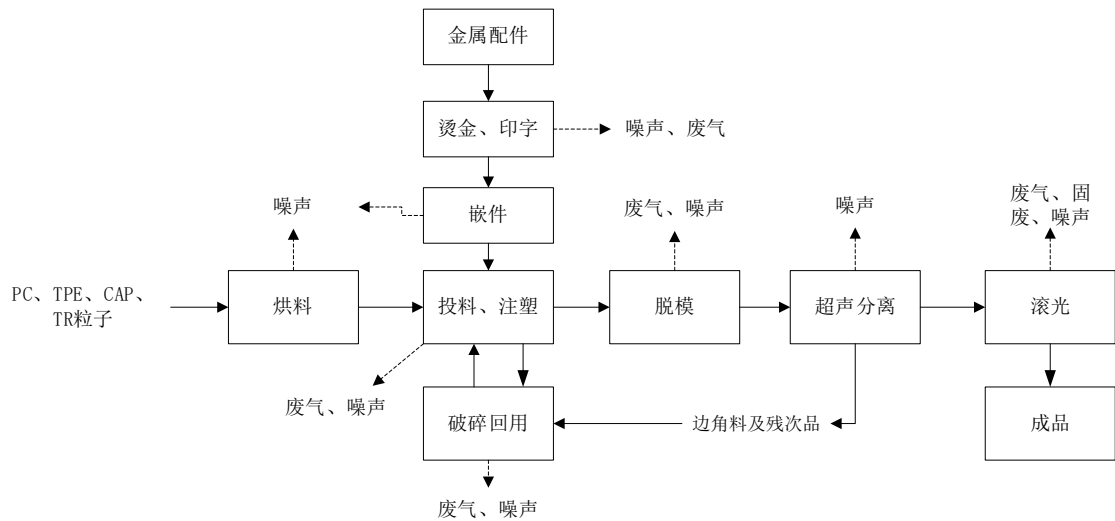 金属配件
烫金、印字
噪声、废气
嵌件
噪声
废气、噪声
噪声
废气、固
废、噪声
PC、TPE、CAP、
TR粒子
烘料
投料、注塑
脱模
超声分离
滚光
废气、噪声
破碎回用
边角料及残次品
成品
废气、噪声